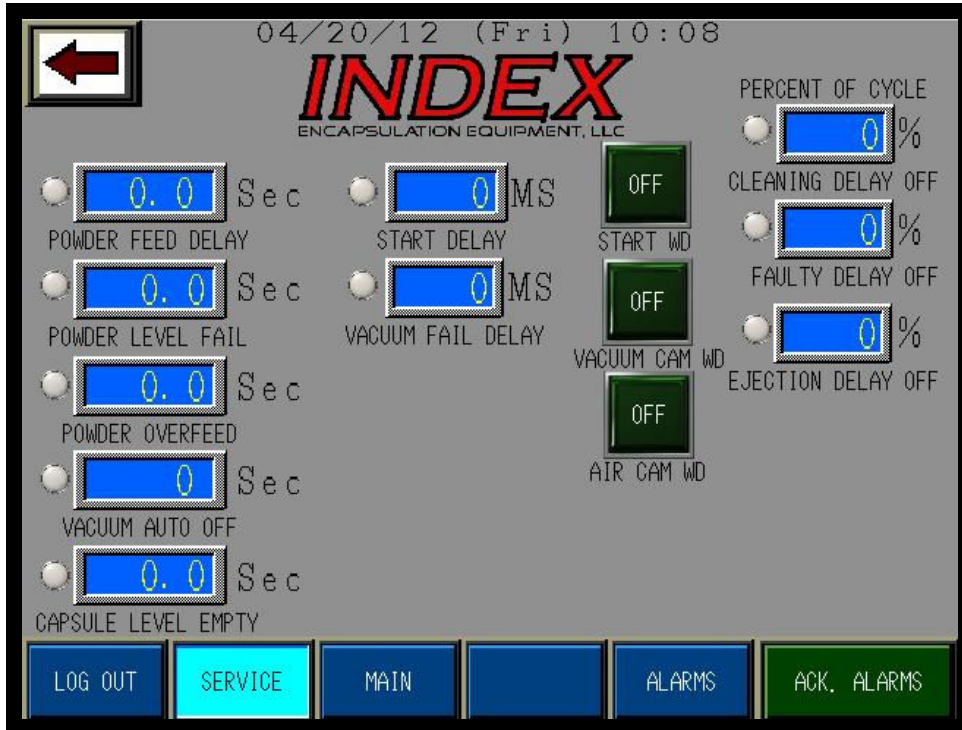 04/20/12 (Fri) 10:08
INDEX
ENCAPSULATION EQUIPMENT, LLC
PERCENT OF CYCLE
0 %
CLEANING DELAY OFF
0 %
FAULTY DELAY OFF
0 %
EJECTION DELAY OFF
0.0 Sec
POWDER FEED DELAY
0.0 Sec
POWDER LEVEL FAIL
0.0 Sec
POWDER OVERFEED
0 Sec
VACUUM AUTO OFF
0.0 Sec
CAPSULE LEVEL EMPTY
0 MS
START DELAY
0 MS
VACUUM FAIL DELAY
OFF
START WD
OFF
VACUUM CAM WD
OFF
AIR CAM WD
LOG OUT
SERVICE
MAIN
ALARMS
ACK. ALARMS